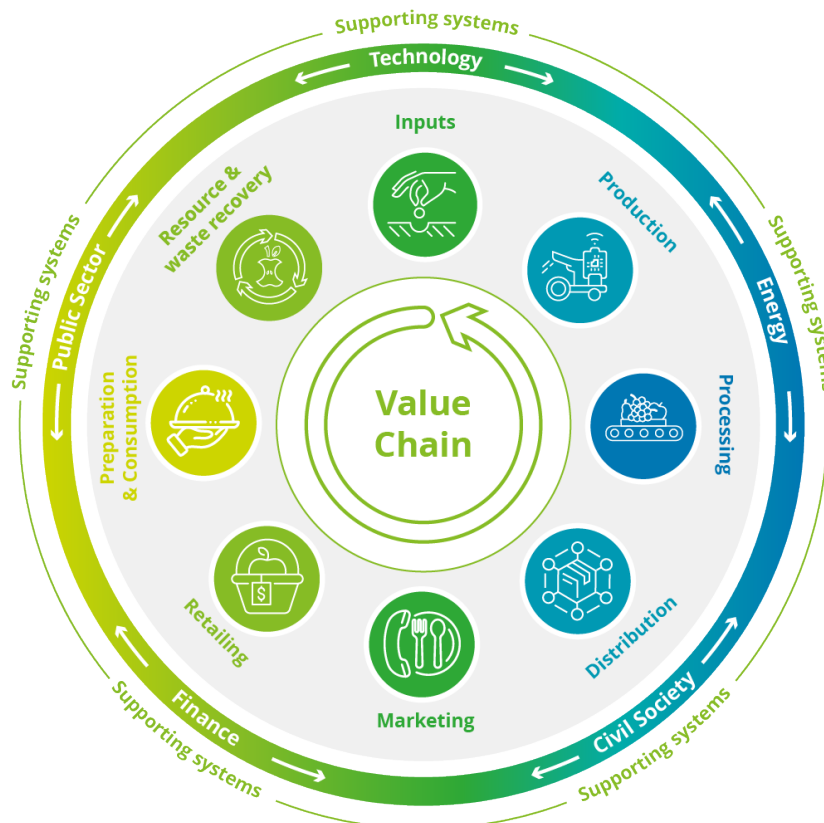 Supporting systems
Technology
Inputs
Production
Supporting systems
Energy
Processing
Distribution
Supporting systems
Civil Society
Marketing
Retailing
Supporting systems
Finance
Preparation
& Consumption
Supporting systems
Public Sector
Resource &
waste recovery
Value
Chain
$